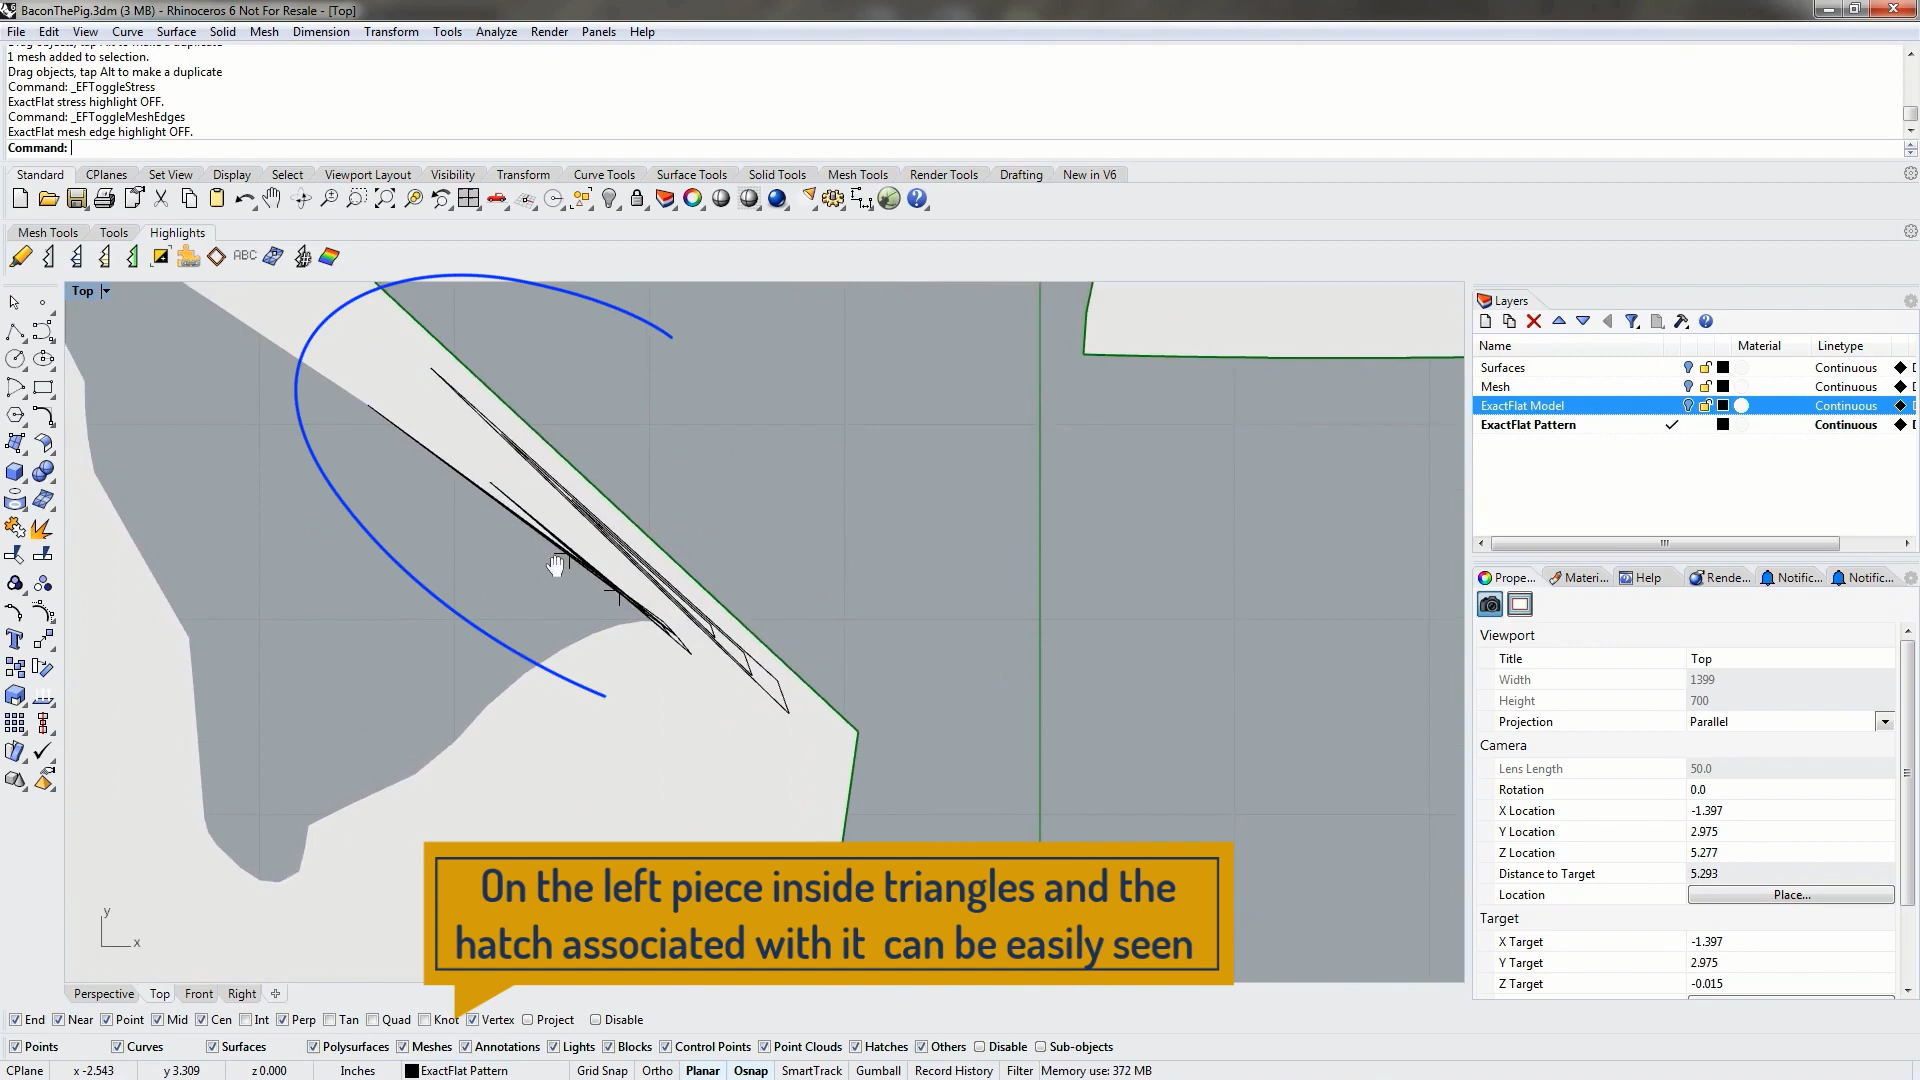 BaconThePig.3dm (3 MB) - Rhinoceros 6 Not For Resale - [Top]
File Edit View Curve Surface Solid Mesh Dimension Transform Tools Analyze Render Panels Help
Drag objects, tap Alt to make a duplicate
1 mesh added to selection.
Drag objects, tap Alt to make a duplicate
Command: _EFToggleStress
ExactFlat stress highlight OFF.
Command: _EFToggleMeshEdges
ExactFlat mesh edge highlight OFF.
Command:
Standard CPlanes Set View Display Select Viewport Layout Visibility Transform Curve Tools Surface Tools Solid Tools Mesh Tools Render Tools Drafting New in V6
Mesh Tools Tools Highlights
ABC
Top
Layers
Name Material Linetype
Surfaces Continuous
Mesh Continuous
ExactFlat Model Continuous
ExactFlat Pattern Continuous
Prope... Materi... Help Rende... Notific... Notific...
Viewport
Title Top
Width 1399
Height 700
Projection Parallel
Camera
Lens Length 50.0
Rotation 0.0
X Location -1.397
Y Location 2.975
Z Location 5.277
Distance to Target 5.293
Location Place...
Target
X Target -1.397
Y Target 2.975
Z Target -0.015
y
x
On the left piece inside triangles and the
hatch associated with it can be easily seen
Perspective Top Front Right
End Near Point Mid Cen Int Perp Tan Quad Knot Vertex Project Disable
Points Curves Surfaces Polysurfaces Meshes Annotations Lights Blocks Control Points Point Clouds Hatches Others Disable Sub-objects
CPlane x -2.543 y 3.309 z 0.000 Inches ExactFlat Pattern Grid Snap Ortho Planar Osnap SmartTrack Gumball Record History Filter Memory use: 372 MB